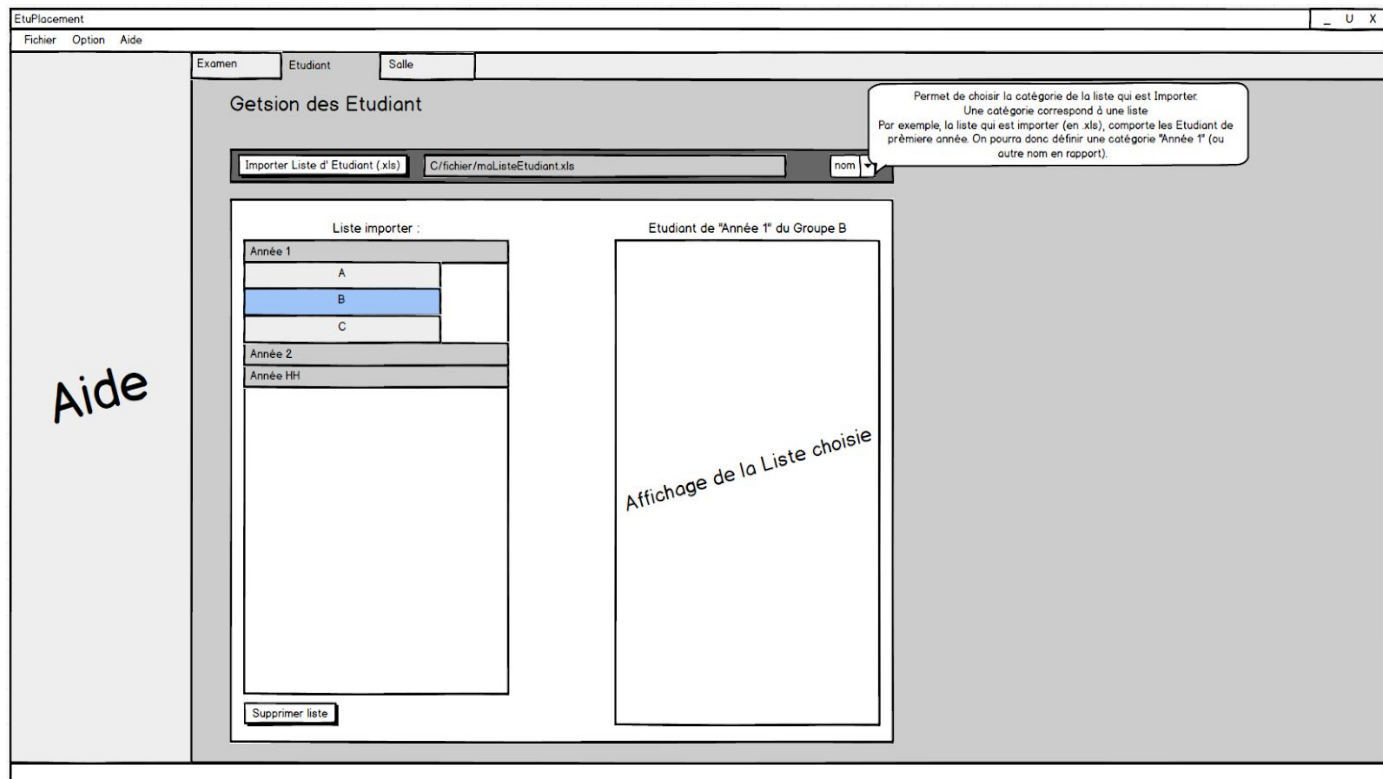 EtuPlacement
_ U X
Fichier Option Aide
Examen Etudiant Salle
Getsion des Etudiant
Permet de choisir la catégorie de la liste qui est Importer.
Une catégorie correspond à une liste
Par exemple, la liste qui est importer (en .xls), comporte les Etudiant de
prèmiere année. On pourra donc définir une catégorie "Année 1" (ou
autre nom en rapport).
Importer Liste d' Etudiant (.xls) C/fichier/maListeEtudiant.xls nom
Liste importer :
Année 1
A
B
C
Année 2
Année HH
Supprimer liste
Etudiant de "Année 1" du Groupe B
Affichage de la Liste choisie
Aide